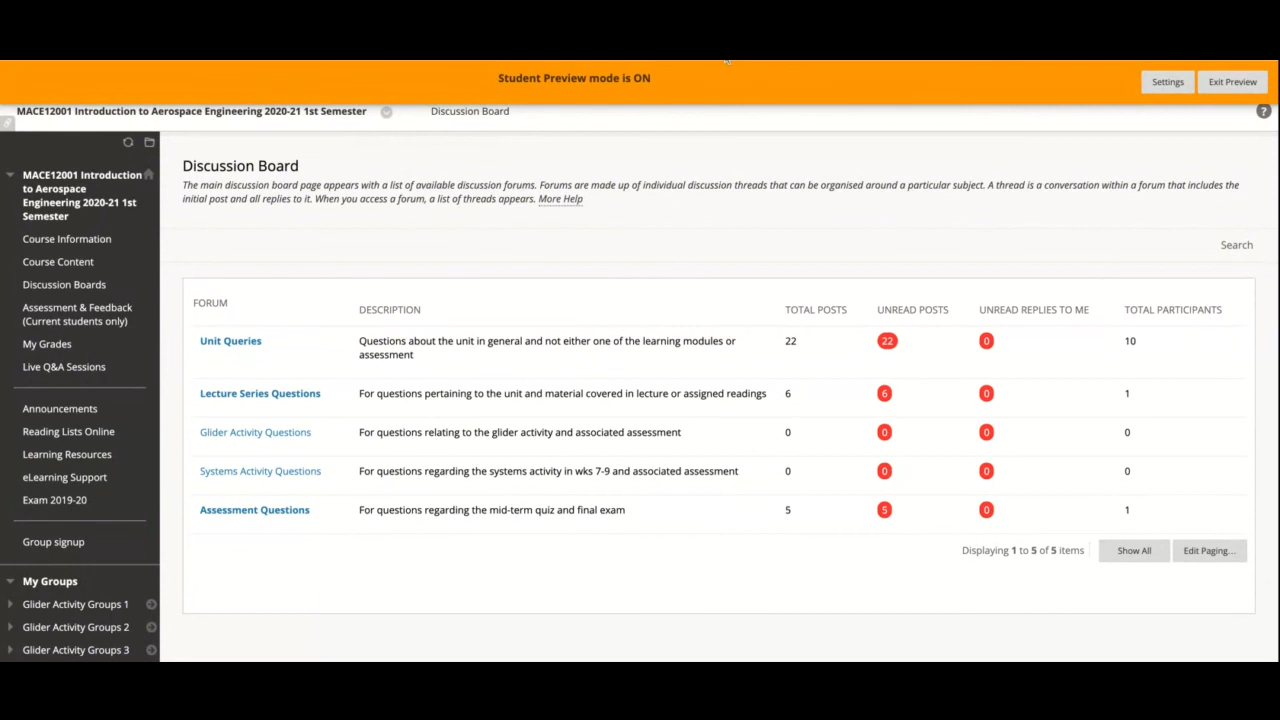 Student Preview mode is ON
Settings
Exit Preview
MACE12001 Introduction to Aerospace Engineering 2020-21 1st Semester
Discussion Board
?
MACE12001 Introduction
to Aerospace
Engineering 2020-21 1st
Semester
Course Information
Course Content
Discussion Boards
Assessment & Feedback
(Current students only)
My Grades
Live Q&A Sessions
Announcements
Reading Lists Online
Learning Resources
eLearning Support
Exam 2019-20
Group signup
My Groups
Glider Activity Groups 1
Glider Activity Groups 2
Glider Activity Groups 3
Discussion Board
The main discussion board page appears with a list of available discussion forums. Forums are made up of individual discussion threads that can be organised around a particular subject. A thread is a conversation within a forum that includes the
initial post and all replies to it. When you access a forum, a list of threads appears. More Help
Search
FORUM DESCRIPTION TOTAL POSTS UNREAD POSTS UNREAD REPLIES TO ME TOTAL PARTICIPANTS
Unit Queries Questions about the unit in general and not either one of the learning modules or 22 22 0 10
assessment
Lecture Series Questions For questions pertaining to the unit and material covered in lecture or assigned readings 6 6 0 1
Glider Activity Questions For questions relating to the glider activity and associated assessment 0 0 0 0
Systems Activity Questions For questions regarding the systems activity in wks 7-9 and associated assessment 0 0 0 0
Assessment Questions For questions regarding the mid-term quiz and final exam 5 5 0 1
Displaying 1 to 5 of 5 items Show All Edit Paging...